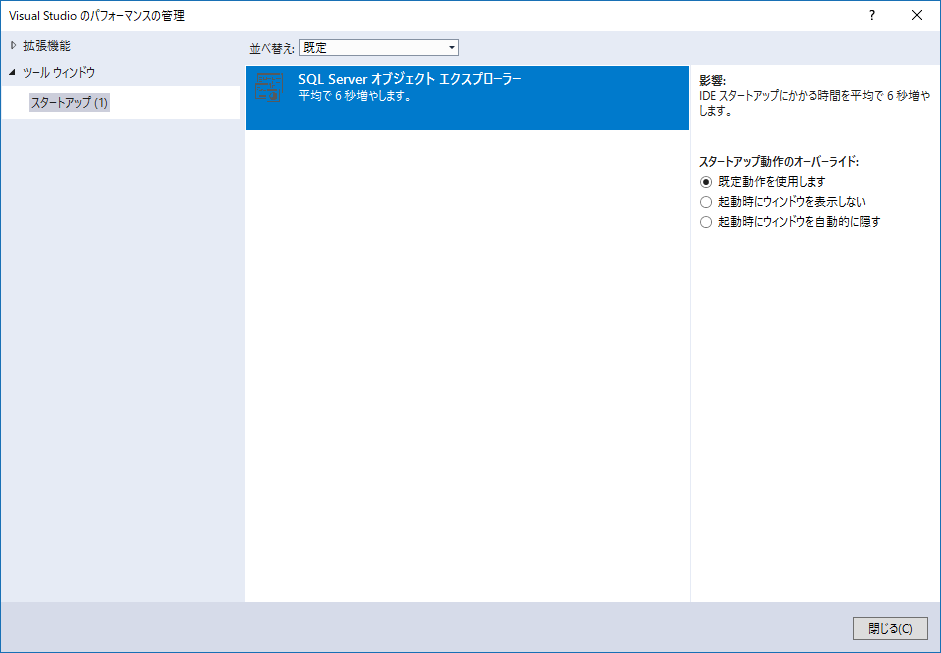 Visual Studio のパフォーマンスの管理
?
拡張機能
ツール ウィンドウ
スタートアップ (1)
並べ替え: 既定
SQL Server オブジェクト エクスプローラー
平均で 6 秒増やします。
影響:
IDE スタートアップにかかる時間を平均で 6 秒増や
します。
スタートアップ動作のオーバーライド:
既定動作を使用します
起動時にウィンドウを表示しない
起動時にウィンドウを自動的に隠す
閉じる(C)